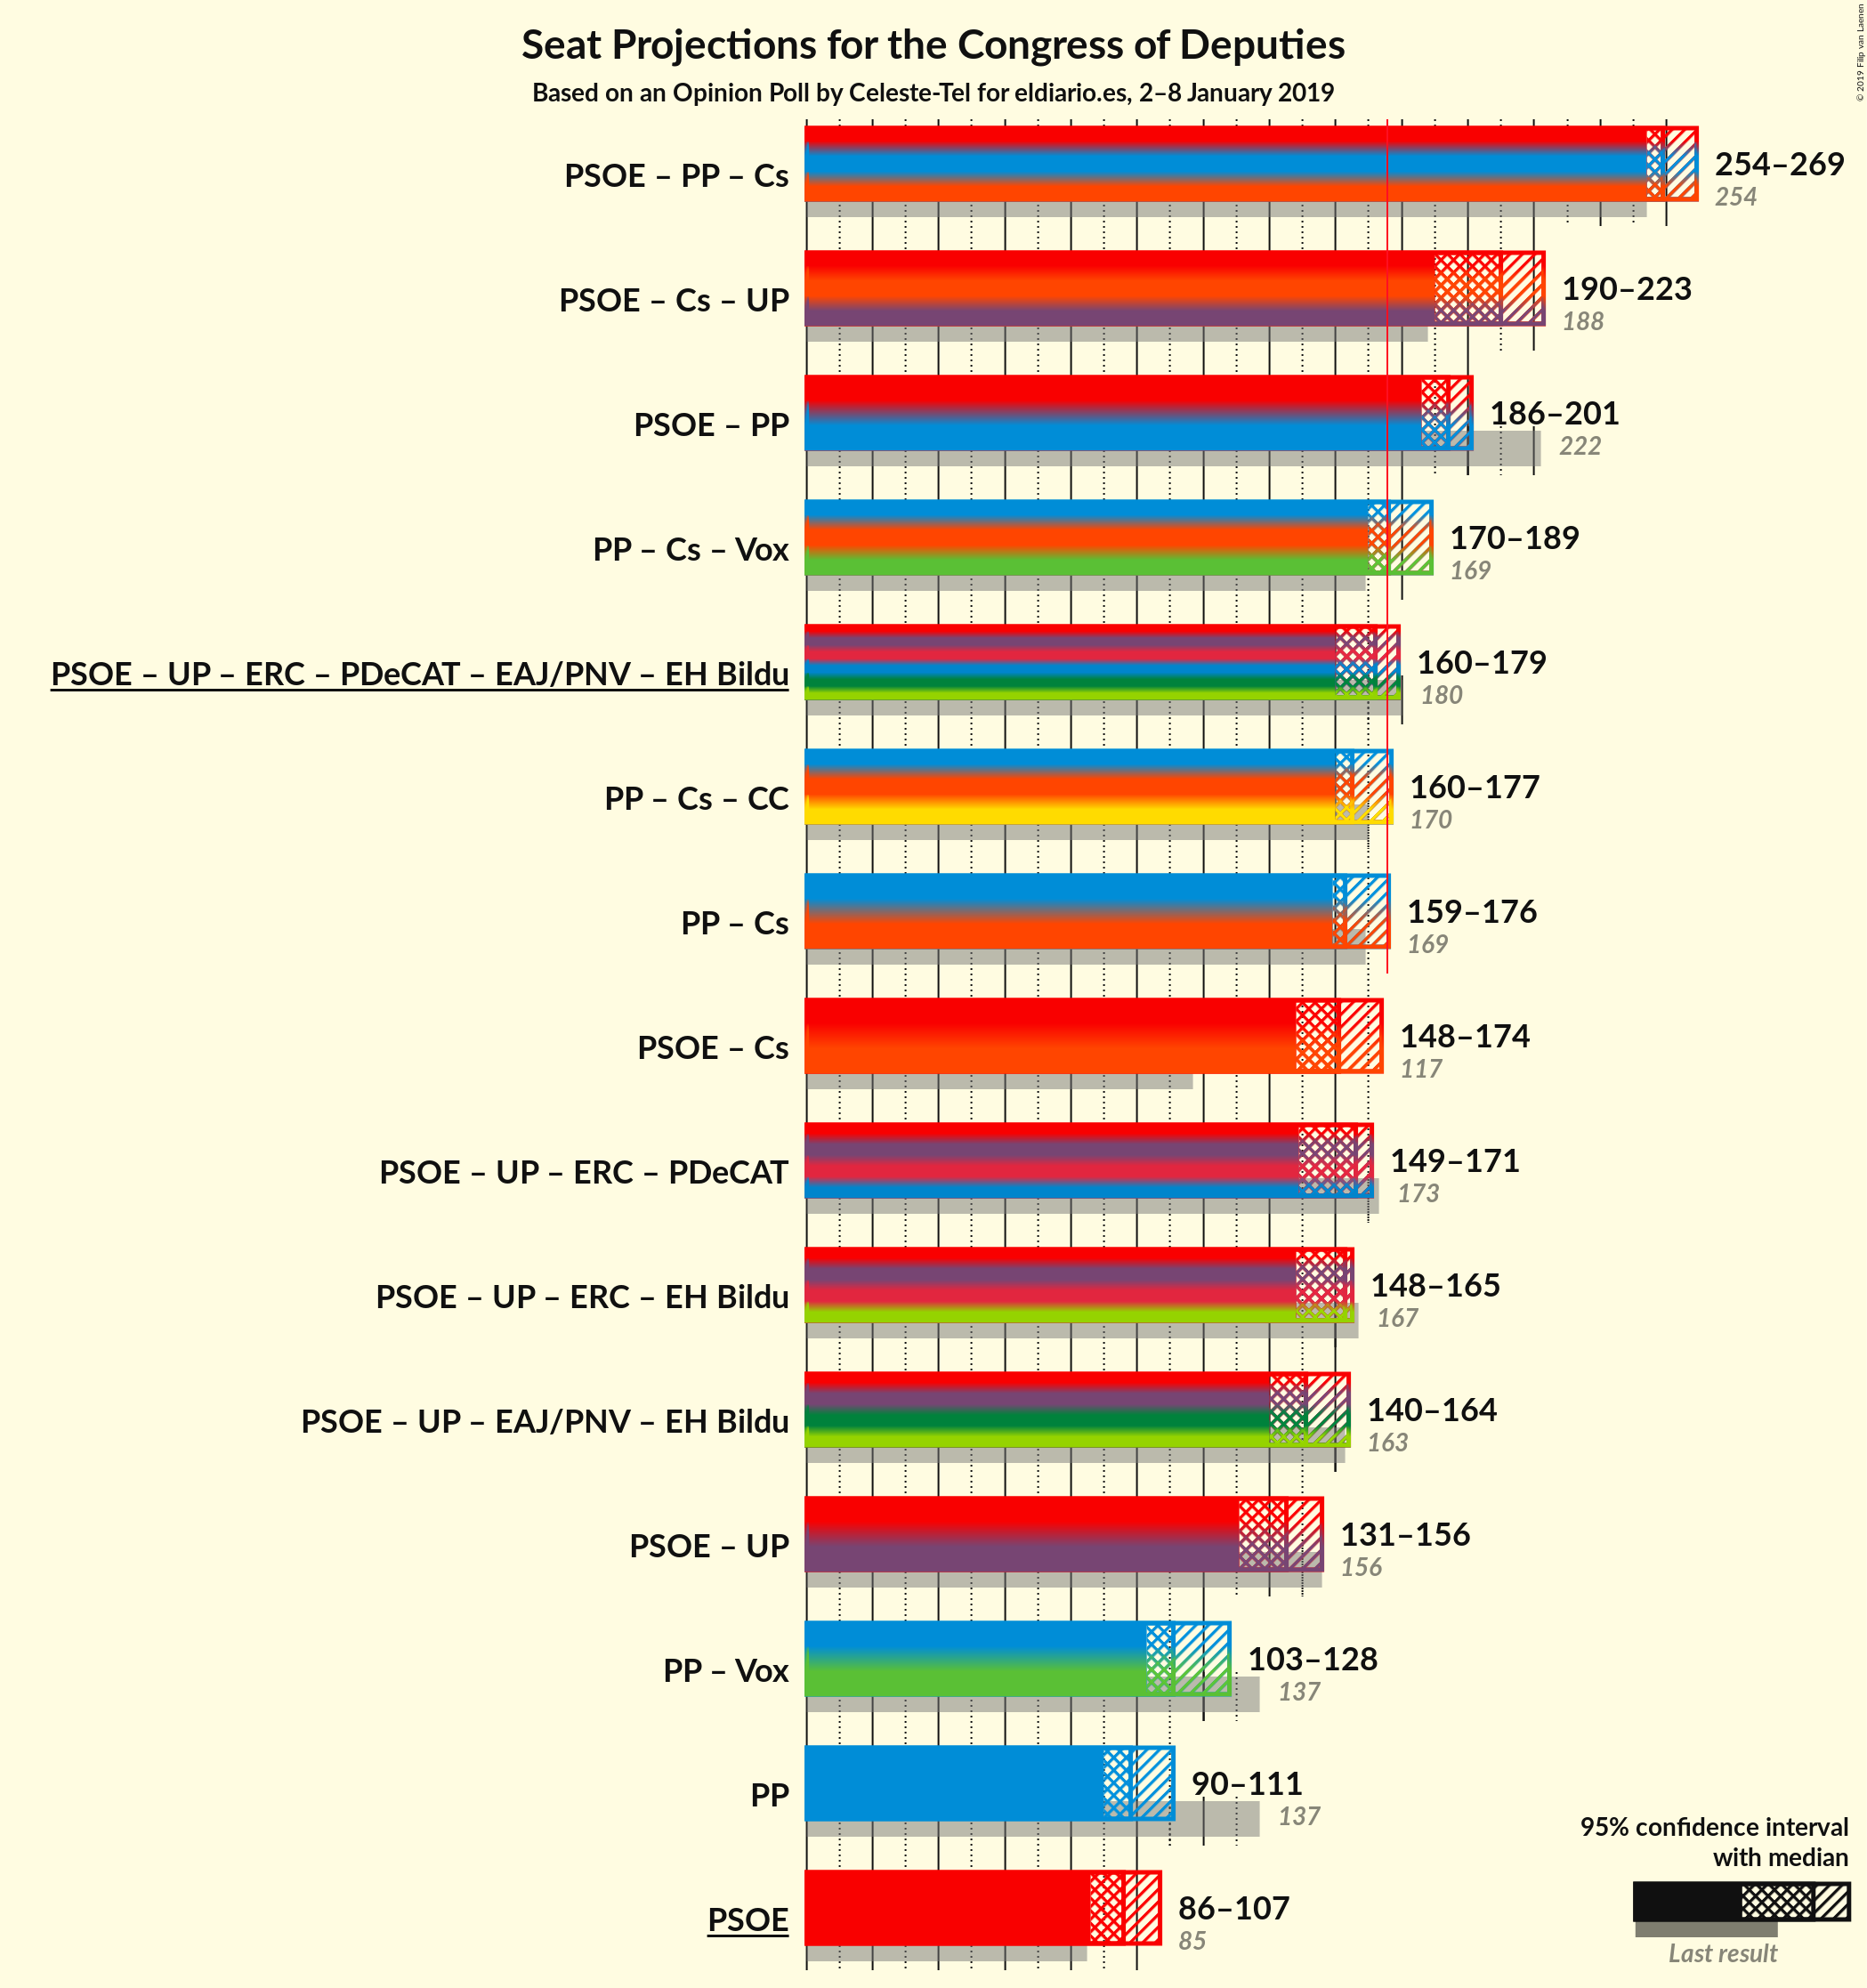 Seat Projections for the Congress of Deputies
Based on an Opinion Poll by Celeste-Tel for eldiario.es, 2–8 January 2019
© 2019 Filip van Laenen
PSOE – PP – Cs
254–269
254
PSOE – Cs – UP
190–223
188
PSOE – PP
186–201
222
PP – Cs – Vox
170–189
169
PSOE – UP – ERC – PDeCAT – EAJ/PNV – EH Bildu
160–179
180
PP – Cs – CC
160–177
170
PP – Cs
159–176
169
PSOE – Cs
148–174
117
PSOE – UP – ERC – PDeCAT
149–171
173
PSOE – UP – ERC – EH Bildu
148–165
167
PSOE – UP – EAJ/PNV – EH Bildu
140–164
163
PSOE – UP
131–156
156
PP – Vox
103–128
137
PP
90–111
137
PSOE
86–107
85
95% confidence interval
with median
Last result